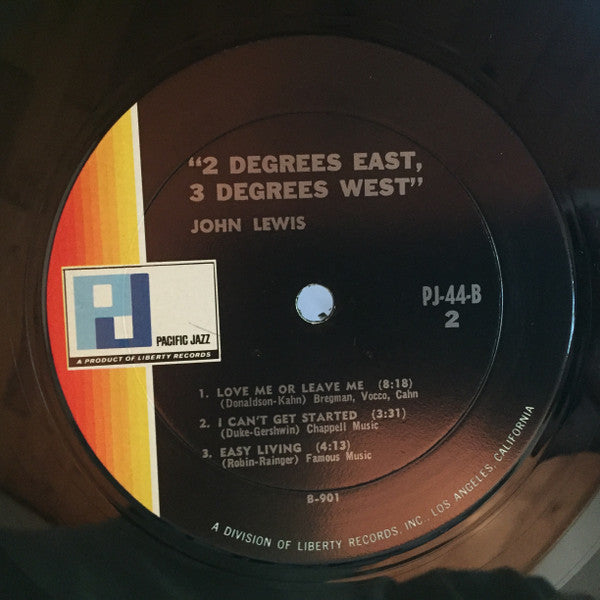 “2 DEGREES EAST,
3 DEGREES WEST”
JOHN LEWIS
PJ-44-B
2
PJ
PACIFIC JAZZ
A PRODUCT OF LIBERTY RECORDS
1. LOVE ME OR LEAVE ME (8:18)
(Donaldson-Kahn) Bregman, Vocco, Cahn
2. I CAN'T GET STARTED (3:31)
(Duke-Gershwin) Chappell Music
3. EASY LIVING (4:13)
(Robin-Rainger) Famous Music
B-901
A DIVISION OF LIBERTY RECORDS, INC., LOS ANGELES, CALIFORNIA